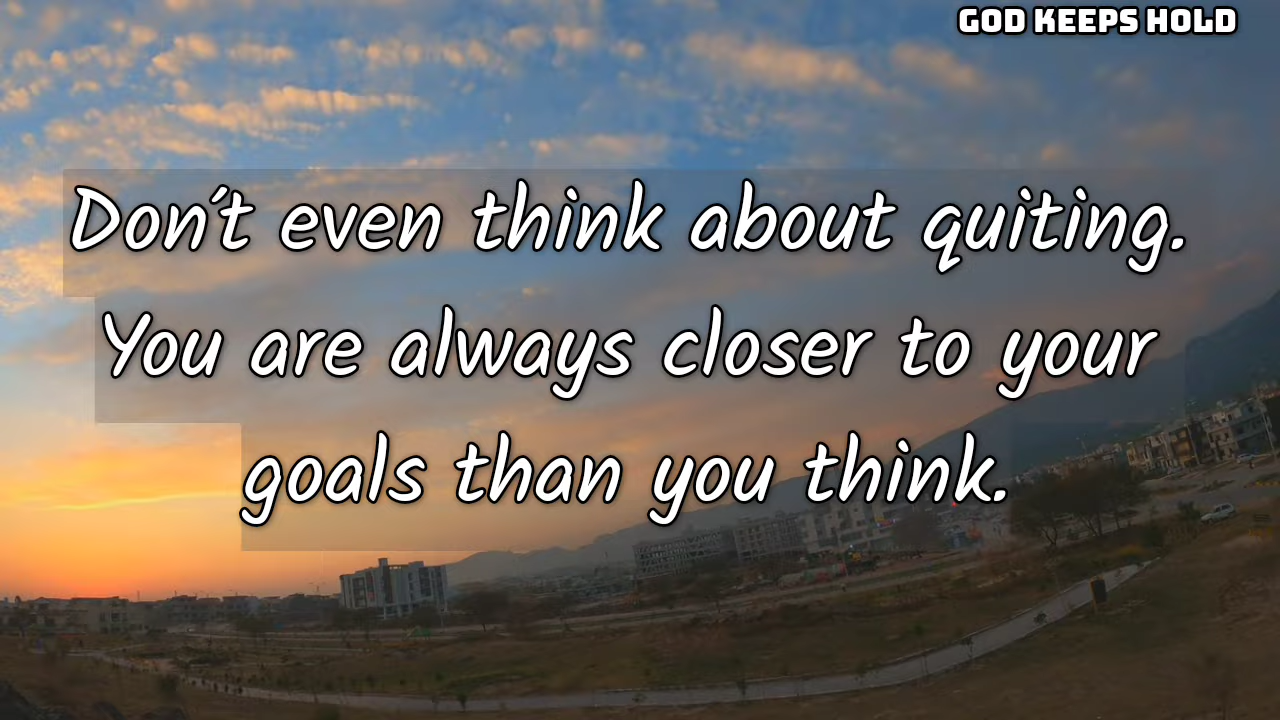 GOD KEEPS HOLD
Don't even think about quiting.
You are always closer to your
goals than you think.